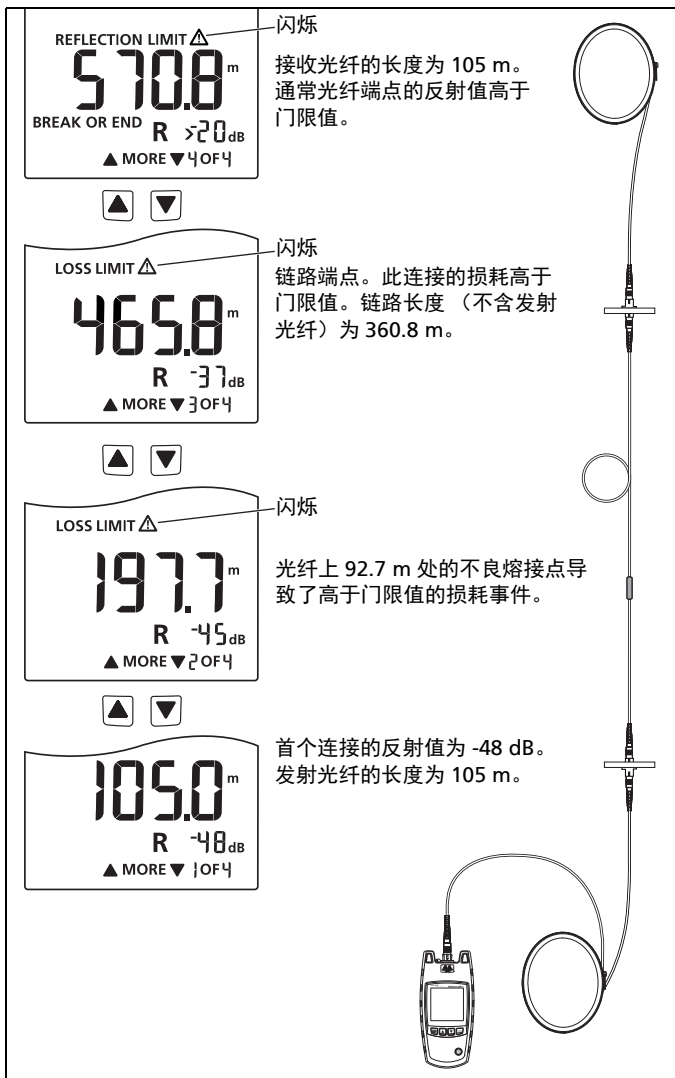 REFLECTION LIMIT ⚠
570.8 m
BREAK OR END R >-20 dB
▲ MORE ▼ 4 OF 4
闪烁
接收光纤的长度为 105 m。
通常光纤端点的反射值高于
门限值。
LOSS LIMIT ⚠
465.8 m
R -37 dB
▲ MORE ▼ 3 OF 4
闪烁
链路端点。此连接的损耗高于
门限值。链路长度 （不含发射
光纤）为 360.8 m。
LOSS LIMIT ⚠
197.7 m
R -45 dB
▲ MORE ▼ 2 OF 4
闪烁
光纤上 92.7 m 处的不良熔接点导
致了高于门限值的损耗事件。
105.0 m
R -48 dB
▲ MORE ▼ 1 OF 4
首个连接的反射值为 -48 dB。
发射光纤的长度为 105 m。